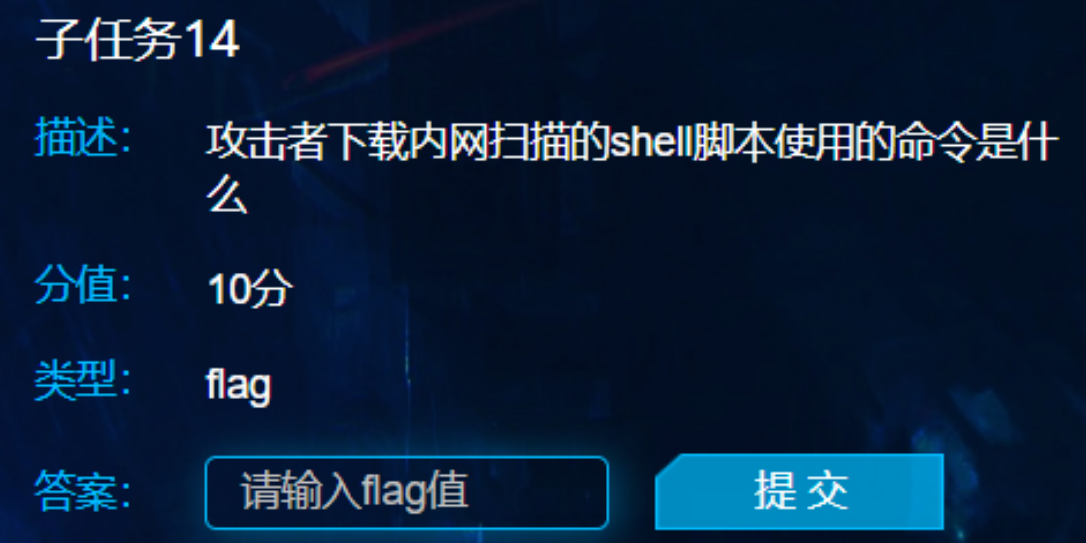 子任务14
描述：
攻击者下载内网扫描的shell脚本使用的命令是什
么
分值：
10分
类型：
flag
答案：
请输入flag值
提 交